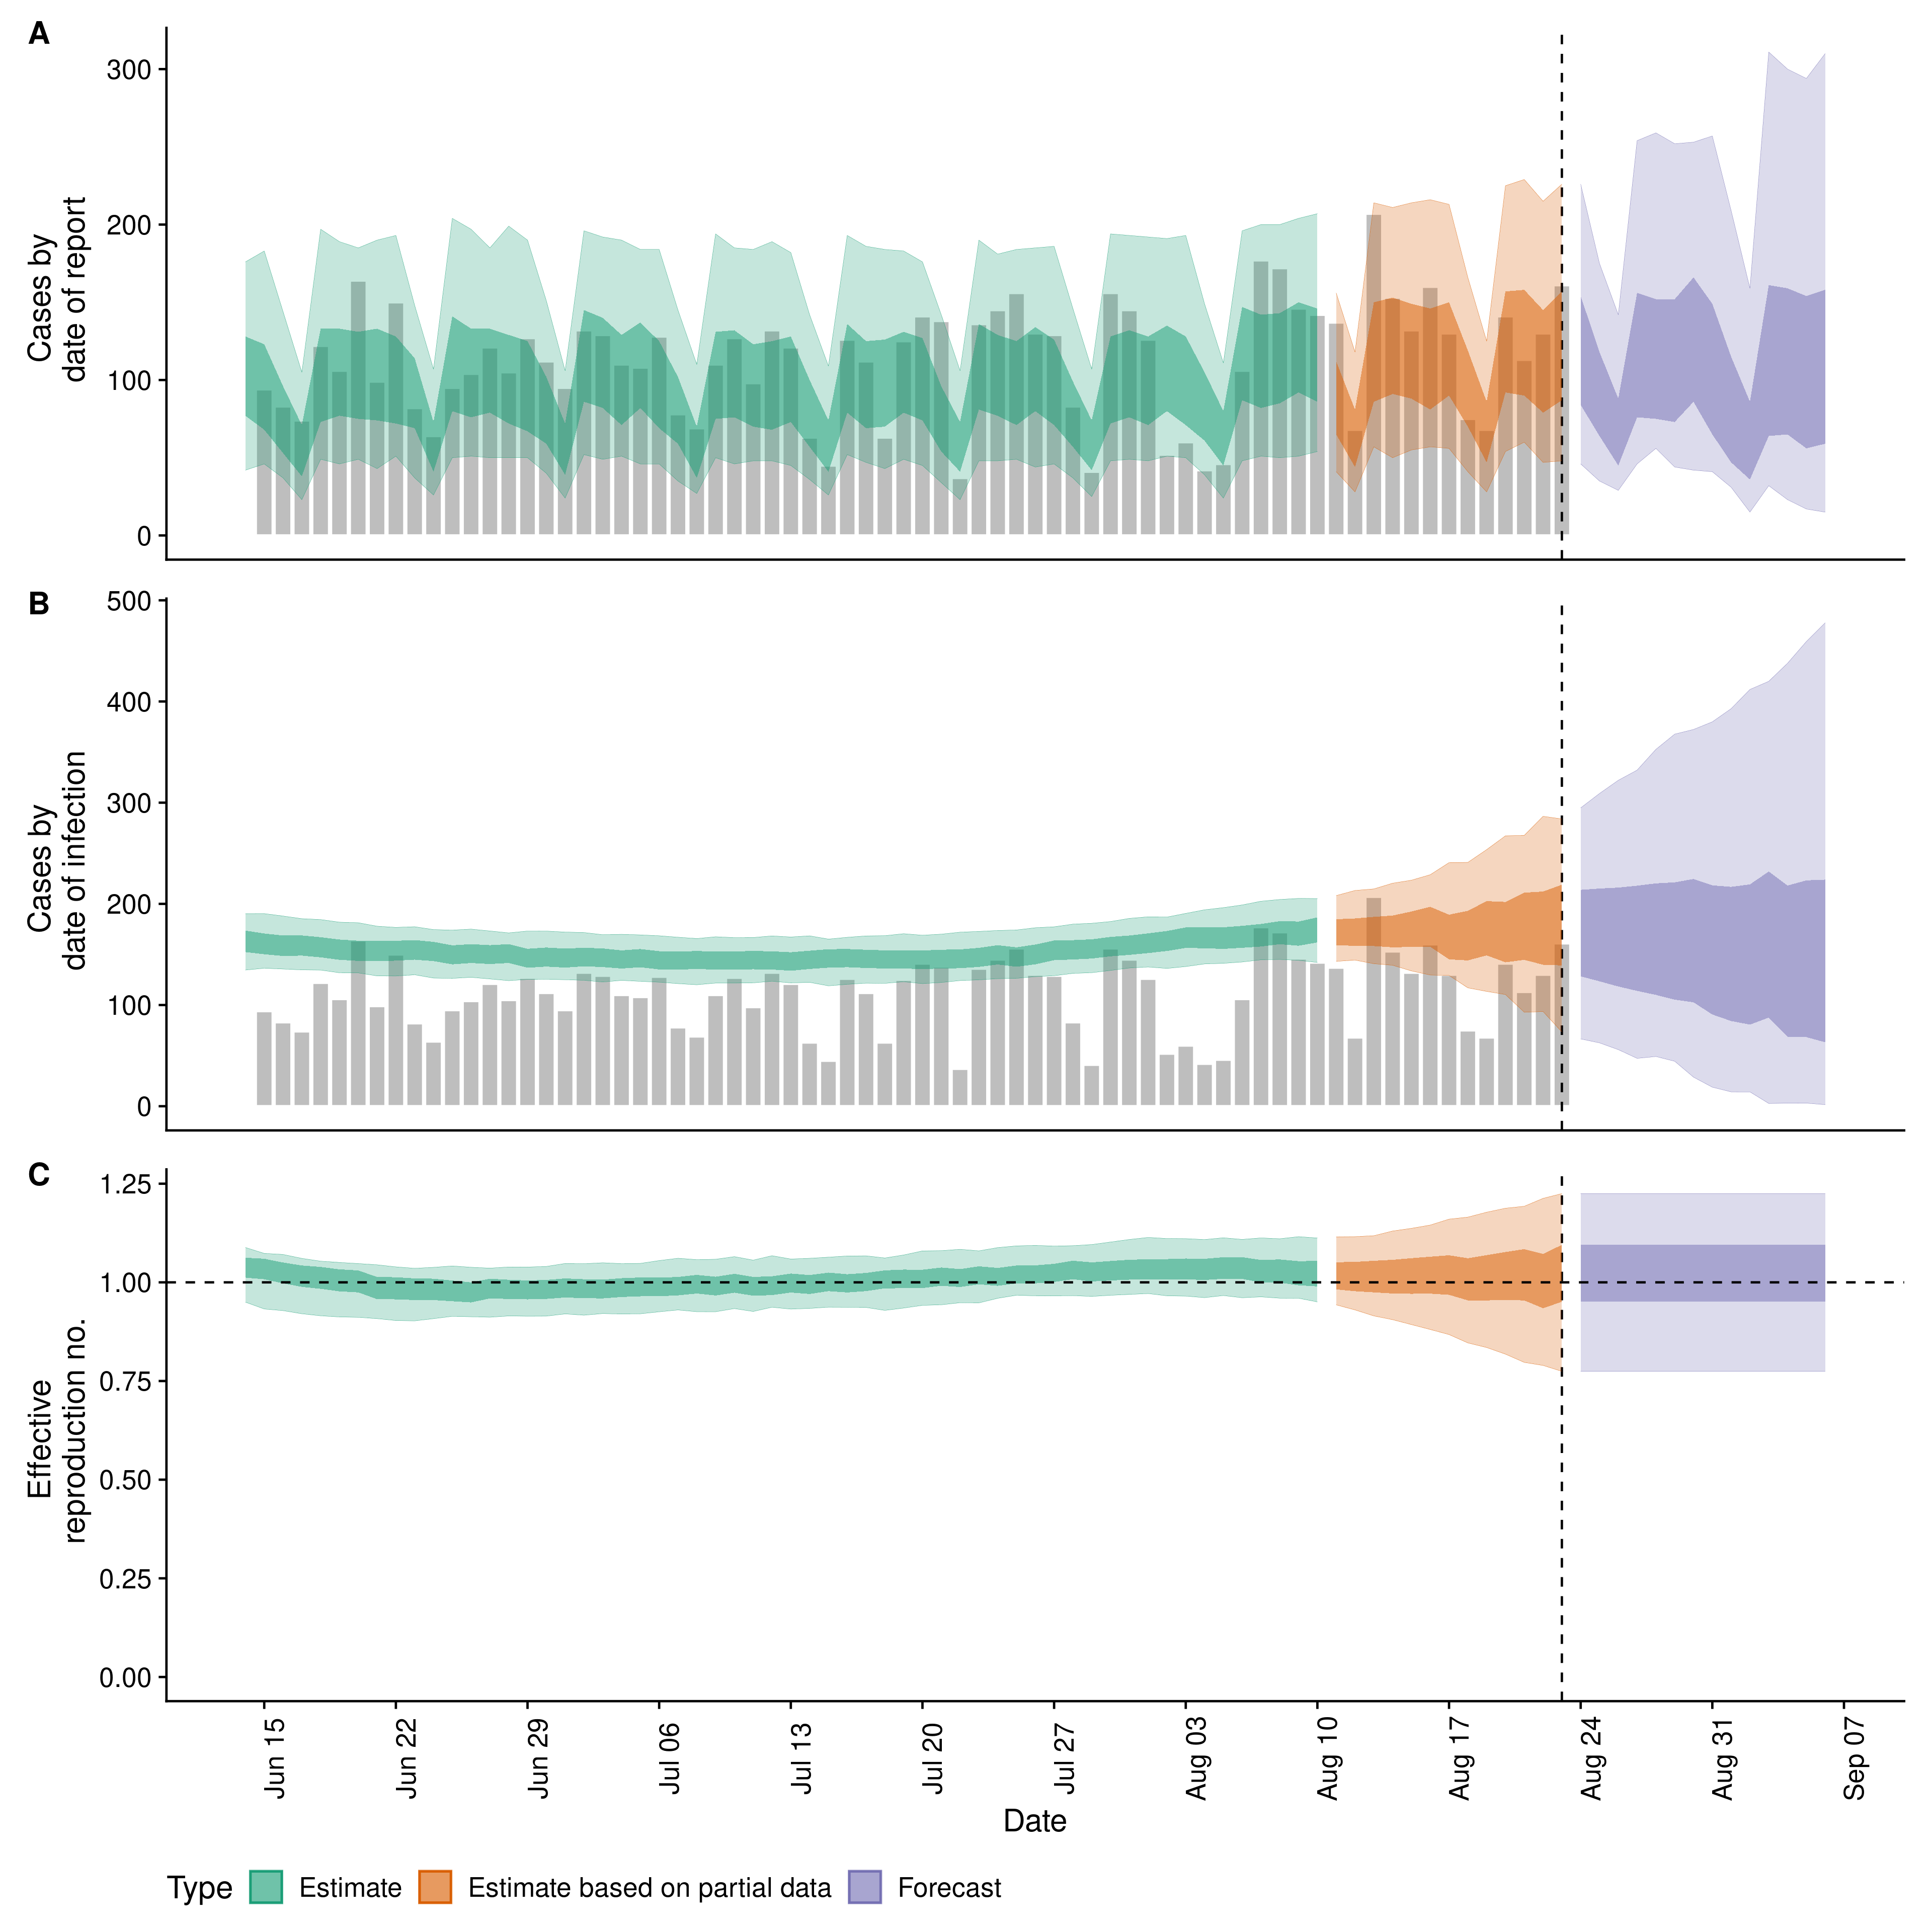 A
300
200
100
0
Cases by
date of report
B
500
400
300
200
100
0
Cases by
date of infection
C
1.25
1.00
0.75
0.50
0.25
0.00
Effective
reproduction no.
Jun 15
Jun 22
Jun 29
Jul 06
Jul 13
Jul 20
Jul 27
Aug 03
Aug 10
Aug 17
Aug 24
Aug 31
Sep 07
Date
Type Estimate Estimate based on partial data Forecast